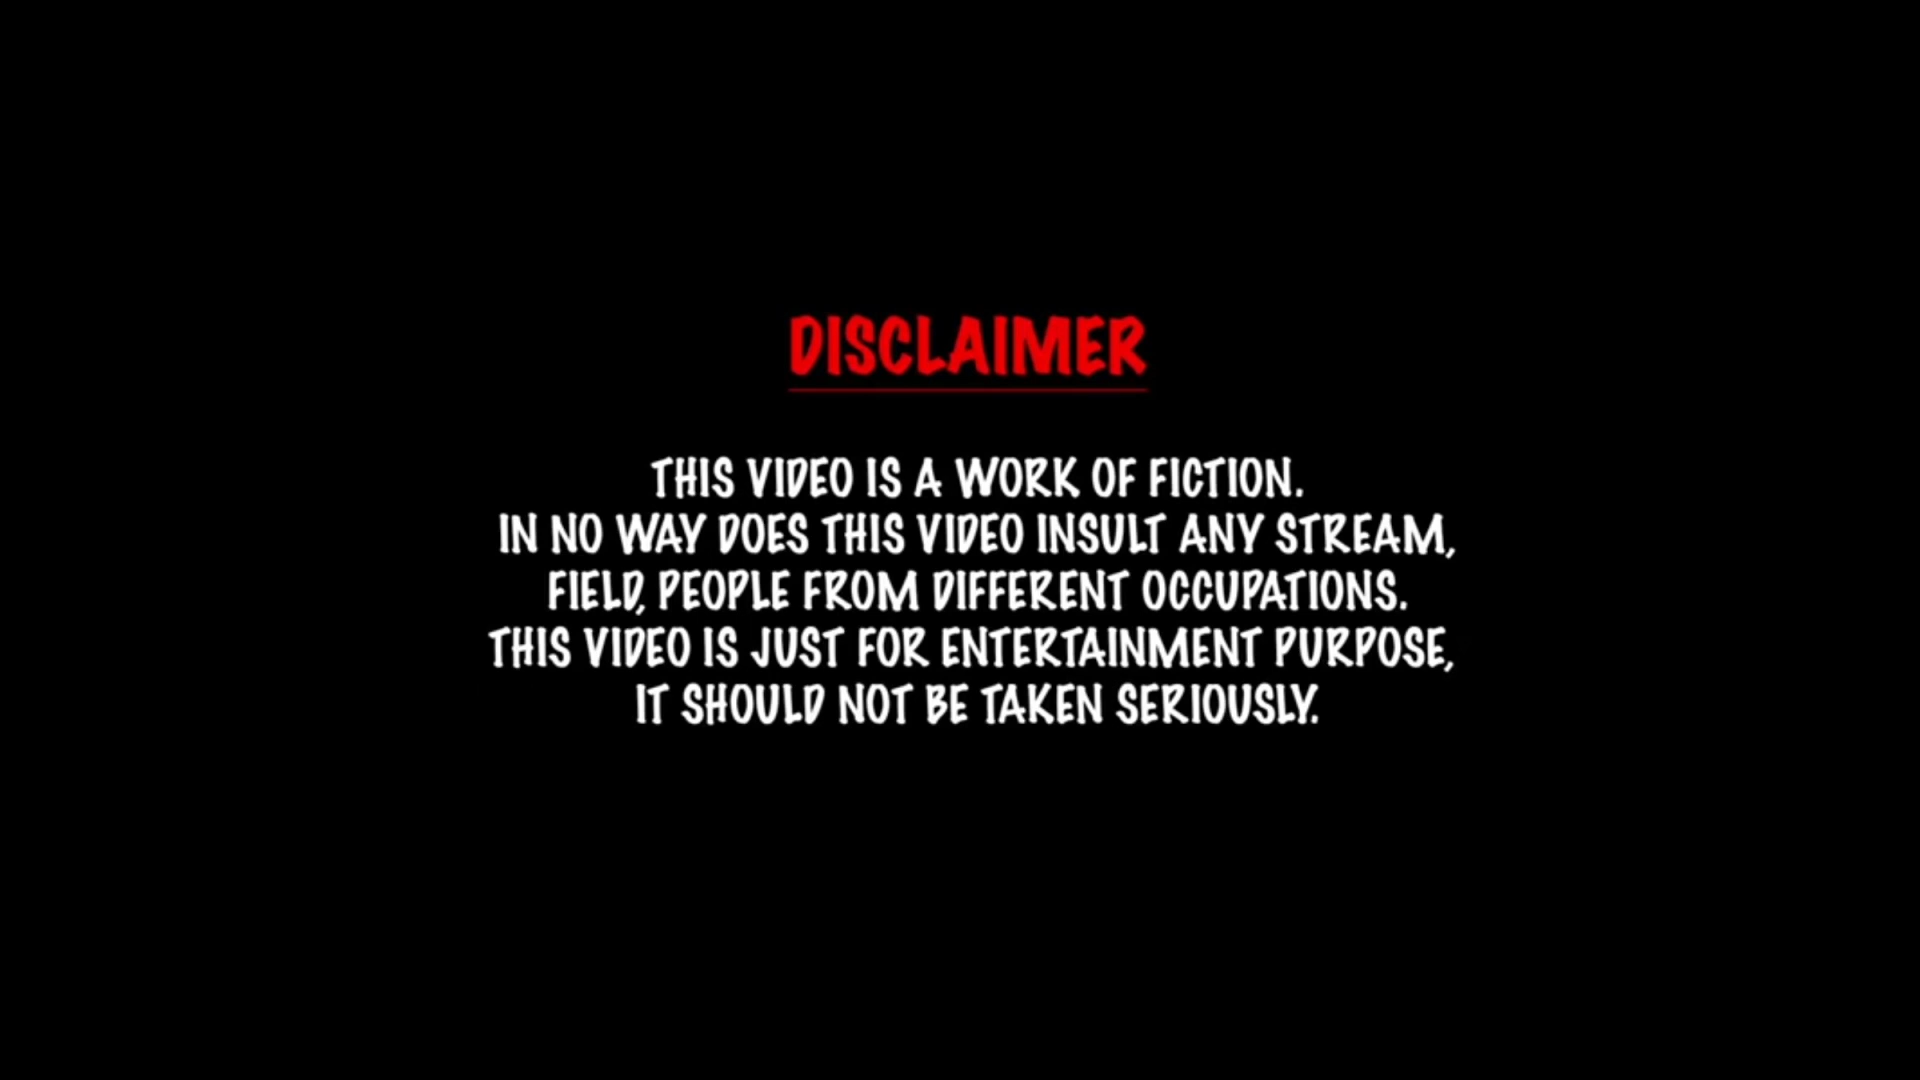 DISCLAIMER
THIS VIDEO IS A WORK OF FICTION.
IN NO WAY DOES THIS VIDEO INSULT ANY STREAM,
FIELD, PEOPLE FROM DIFFERENT OCCUPATIONS.
THIS VIDEO IS JUST FOR ENTERTAINMENT PURPOSE,
IT SHOULD NOT BE TAKEN SERIOUSLY.